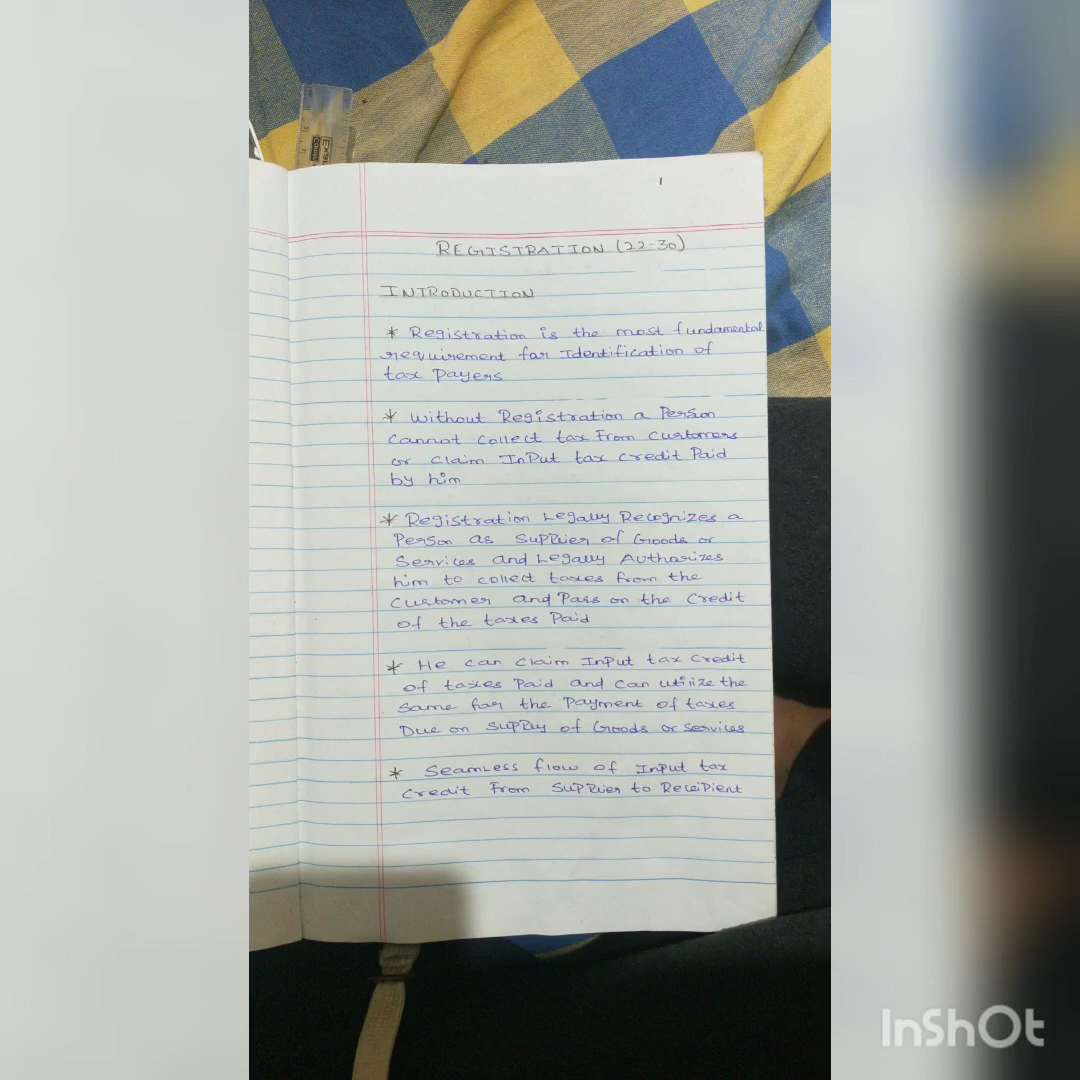 1
REGISTRATION (22-30)
INTRODUCTION
* Registration is the most fundamental
requirement for Identification of
tax payers
* without Registration a Person
Cannot collect tax From customers
or claim InPut tax credit Paid
by him
* Registration Legally Recognizes a
Person as Supplier of Goods or
Services and Legally Autharizes
him to collect taxes from the
Customer and Pass on the Credit
of the taxes Paid
* He can claim InPut tax credit
of taxes Paid and can utilize the
same for the Payment of taxes
Due on supply of Goods or services
* Seamless flow of InPut tax
Credit From Supplier to Recipient
InShOt